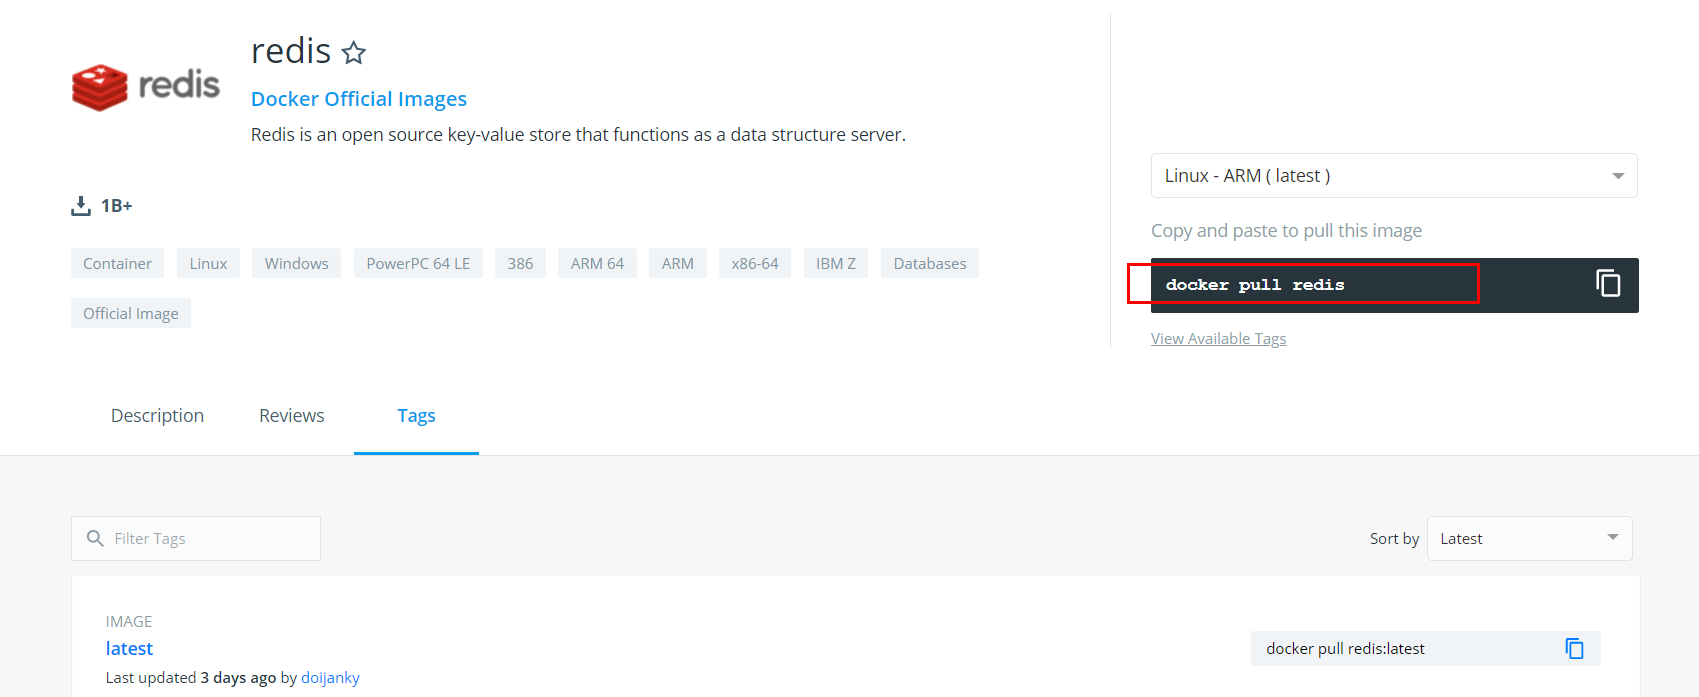 redis
redis
Docker Official Images
Redis is an open source key-value store that functions as a data structure server.
1B+
Container Linux Windows PowerPC 64 LE 386 ARM 64 ARM x86-64 IBM Z Databases
Official Image
Linux - ARM ( latest )
Copy and paste to pull this image
docker pull redis
View Available Tags
Description Reviews Tags
Filter Tags
Sort by Latest
IMAGE
latest
Last updated 3 days ago by doijanky
docker pull redis:latest